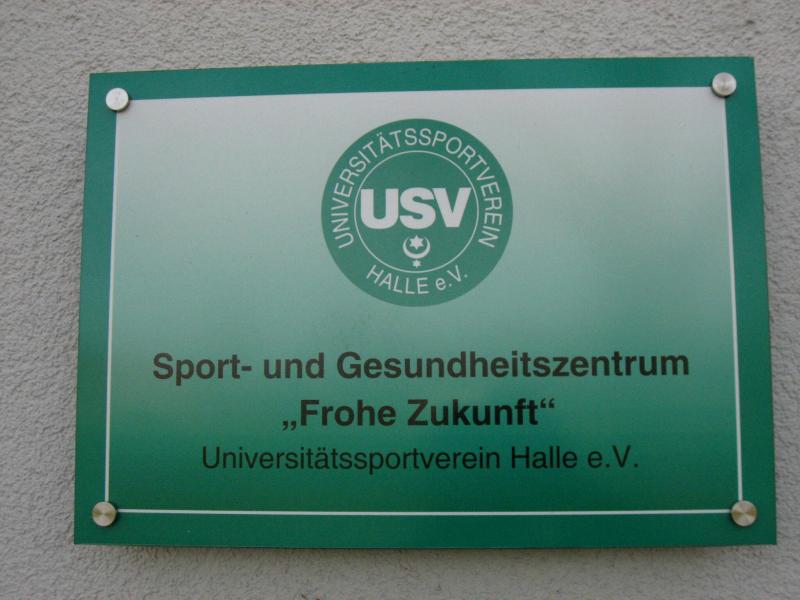 UNIVERSITÄTSSPORTVEREIN
USV
HALLE e.V.
Sport- und Gesundheitszentrum
„Frohe Zukunft“
Universitätssportverein Halle e.V.